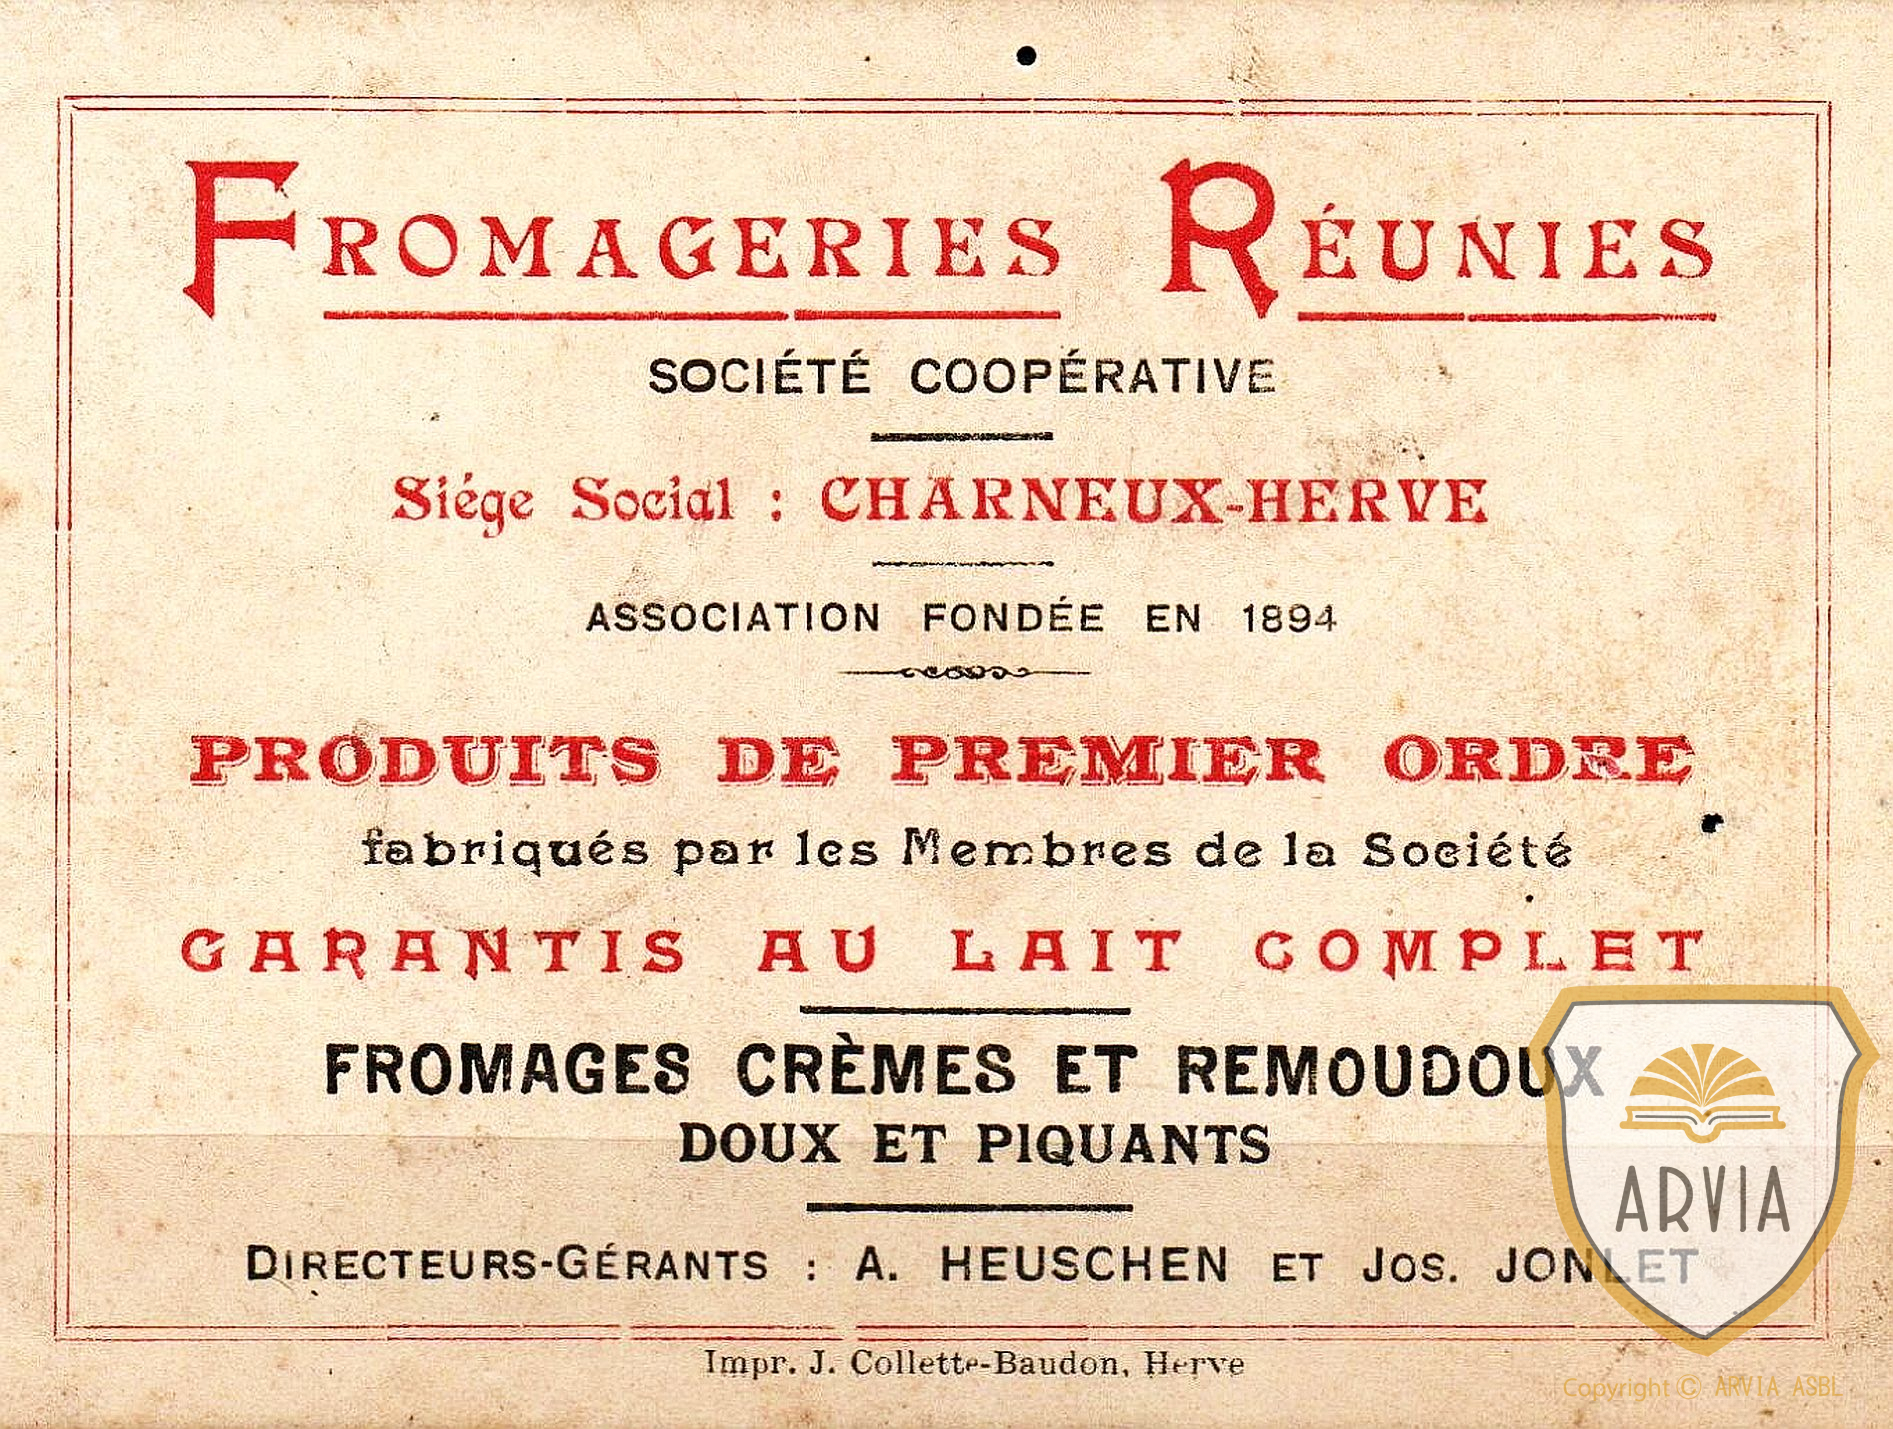 FROMAGERIES RÉUNIES
SOCIÉTÉ COOPÉRATIVE
Siége Social : CHARNEUX-HERVE
ASSOCIATION FONDÉE EN 1894
PRODUITS DE PREMIER ORDRE
fabriqués par les Membres de la Société
GARANTIS AU LAIT COMPLET
FROMAGES CRÈMES ET REMOUDOUX
DOUX ET PIQUANTS
DIRECTEURS-GÉRANTS : A. HEUSCHEN ET JOS. JONLET
Impr. J. Collette-Baudon, Herve
ARVIA
Copyright © ARVIA ASBL